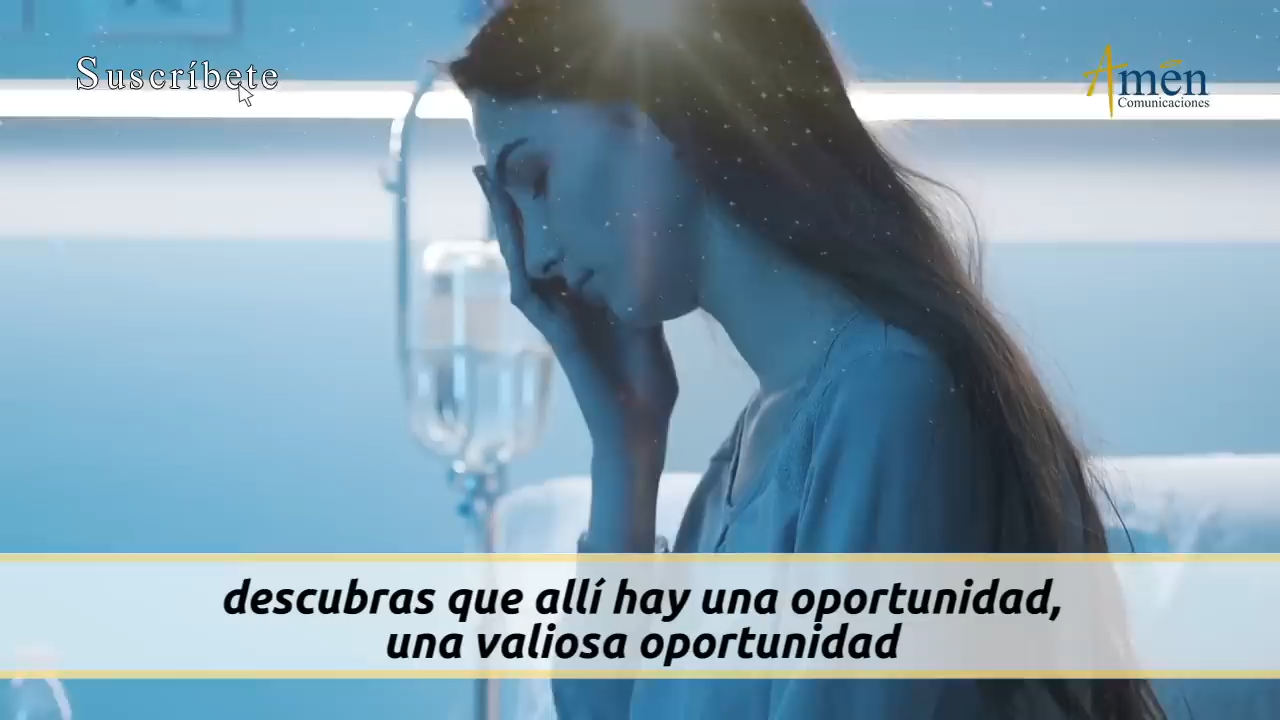 Suscríbete
Amén
Comunicaciones
descubras que allí hay una oportunidad,
una valiosa oportunidad